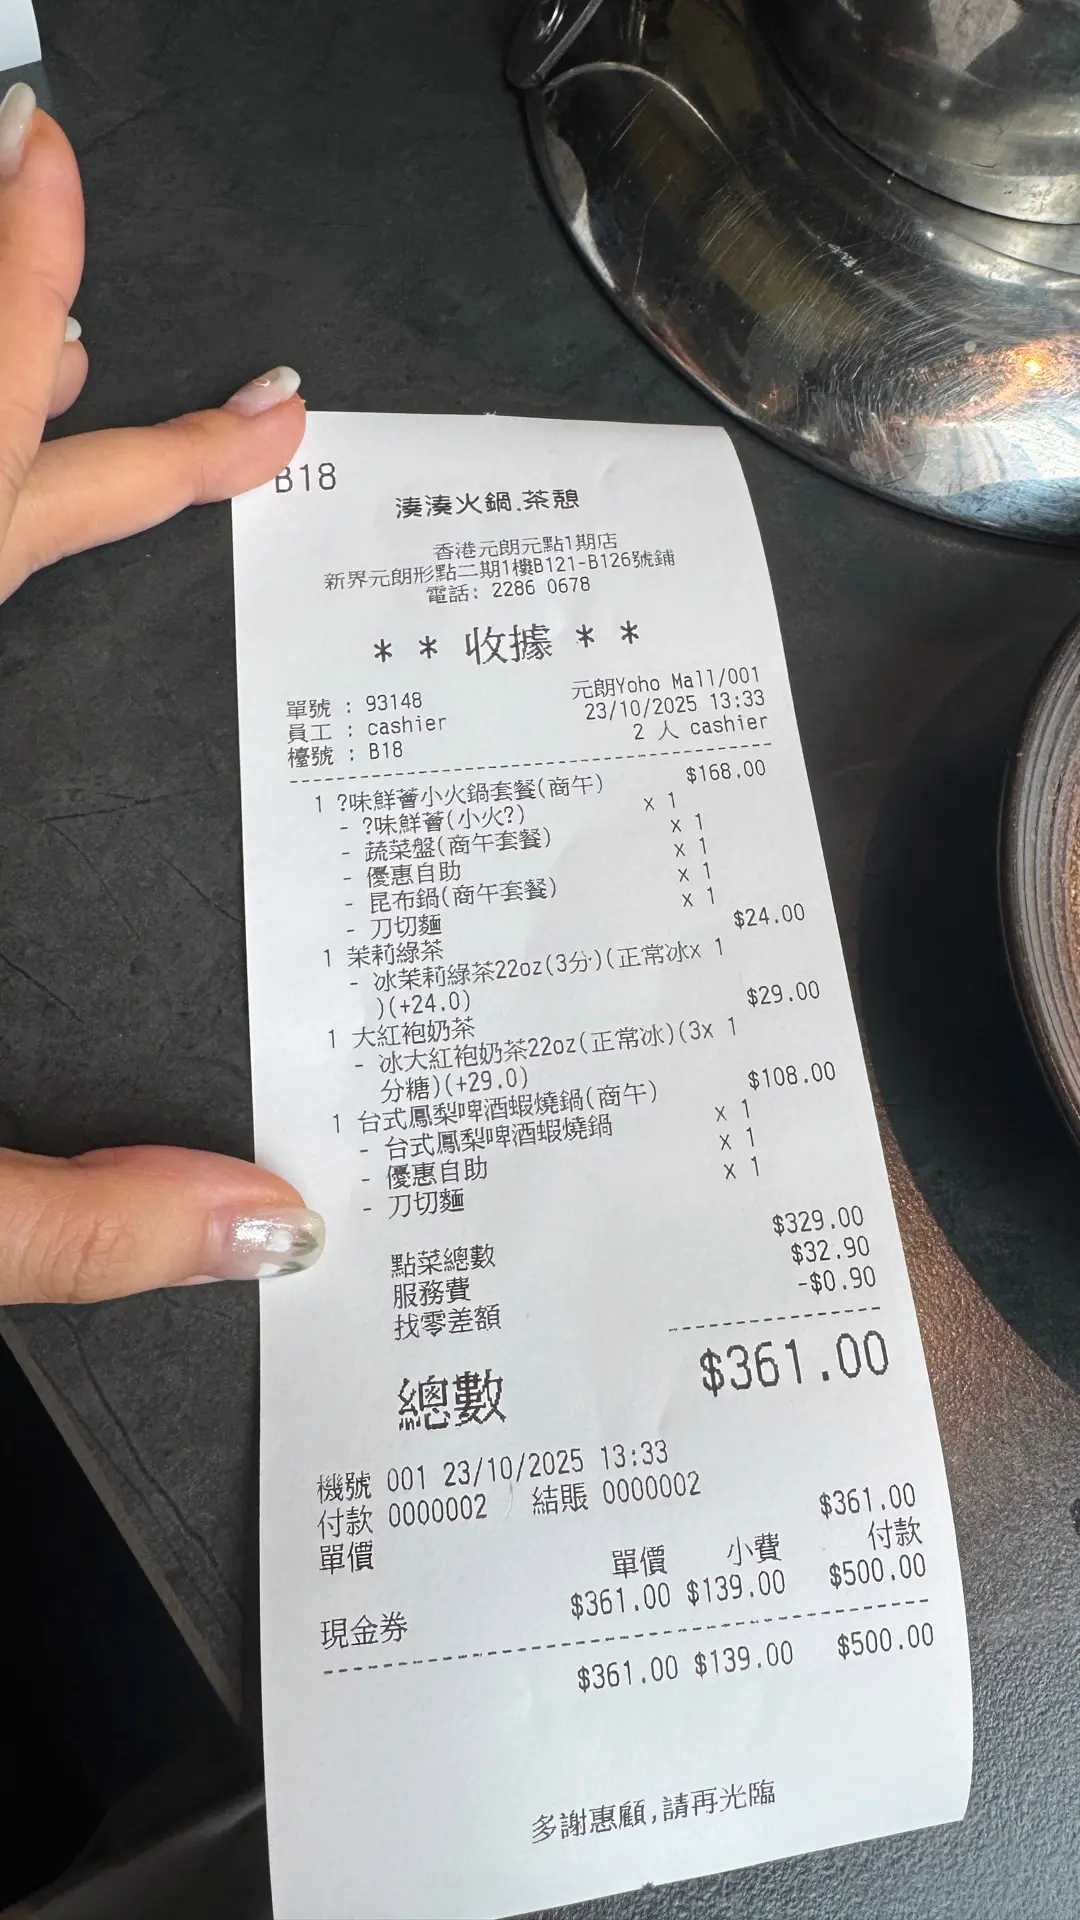 B18
湊湊火鍋.茶憩
香港元朗元點1期店
新界元朗形點二期1樓B121-B126號鋪
電話: 2286 0678
* * 收據 * *
元朗Yoho Mall/001
單號 : 93148 23/10/2025 13:33
員工 : cashier 2 人 cashier
檯號 : B18
1 ?味鮮薈小火鍋套餐(商午) $168.00
- ?味鮮薈(小火?) x 1
- 蔬菜盤(商午套餐) x 1
- 優惠自助 x 1
- 昆布鍋(商午套餐) x 1
- 刀切麵 x 1
1 茉莉綠茶 $24.00
- 冰茉莉綠茶22oz(3分)(正常冰x 1
)(+24.0)
1 大紅袍奶茶 $29.00
- 冰大紅袍奶茶22oz(正常冰)(3x 1
分糖)(+29.0)
1 台式鳳梨啤酒蝦燒鍋(商午) $108.00
- 台式鳳梨啤酒蝦燒鍋 x 1
- 優惠自助 x 1
- 刀切麵 x 1
點菜總數 $329.00
服務費 $32.90
找零差額 -$0.90
總數 $361.00
機號 001 23/10/2025 13:33
付款 0000002 結賬 0000002
單價 $361.00
單價 小費 付款
現金券 $361.00 $139.00 $500.00
$361.00 $139.00 $500.00
多謝惠顧,請再光臨